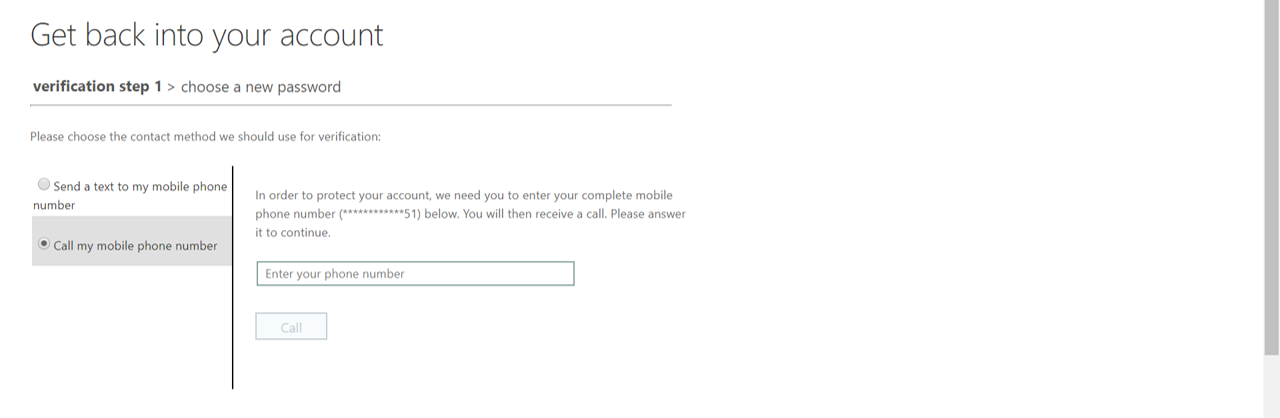 Get back into your account
verification step 1 > choose a new password
Please choose the contact method we should use for verification:
Send a text to my mobile phone
number
Call my mobile phone number
In order to protect your account, we need you to enter your complete mobile
phone number (************51) below. You will then receive a call. Please answer
it to continue.
Enter your phone number
Call